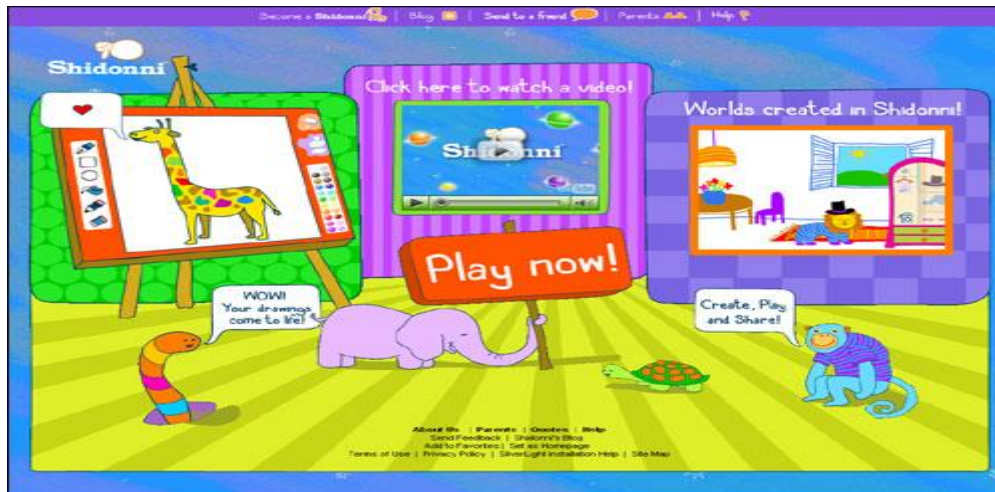 Become a Shidonni | Blog | Send to a friend | Parents | Help
Shidonni
Click here to watch a video!
Worlds created in Shidonni!
Shidonni
Play now!
WOW!
Your drawings
come to life!
Create, Play
and Share!
About Us | Parents | Quotes | Help
Send Feedback | Shidonni's Blog
Add to Favorites | Set as Homepage
Terms of Use | Privacy Policy | SilverLight Installation Help | Site Map